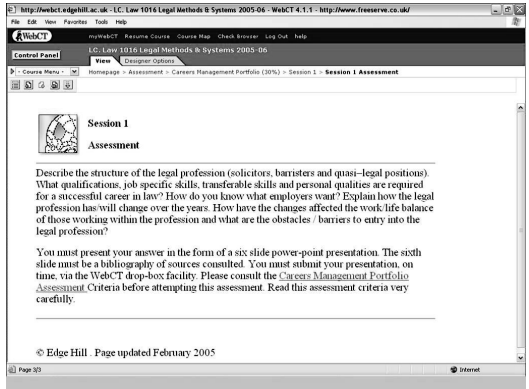 http://webct.edgehill.ac.uk - LC. Law 1016 Legal Methods & Systems 2005-06 - WebCT 4.1.1 - http://www.freeserve.co.uk/
File Edit View Favorites Tools Help
WebCT
myWebCT Resume Course Course Map Check Browser Log Out help
Control Panel
LC. Law 1016 Legal Methods & Systems 2005-06
View Designer Options
- Course Menu -
Homepage > Assessment > Careers Management Portfolio (30%) > Session 1 > Session 1 Assessment
Session 1
Assessment
Describe the structure of the legal profession (solicitors, barristers and quasi–legal positions).
What qualifications, job specific skills, transferable skills and personal qualities are required
for a successful career in law? How do you know what employers want? Explain how the legal
profession has/will change over the years. How have the changes affected the work/life balance
of those working within the profession and what are the obstacles / barriers to entry into the
legal profession?
You must present your answer in the form of a six slide power-point presentation. The sixth
slide must be a bibliography of sources consulted. You must submit your presentation, on
time, via the WebCT drop-box facility. Please consult the Careers Management Portfolio
Assessment Criteria before attempting this assessment. Read this assessment criteria very
carefully.
© Edge Hill . Page updated February 2005
Page 3/3
Internet